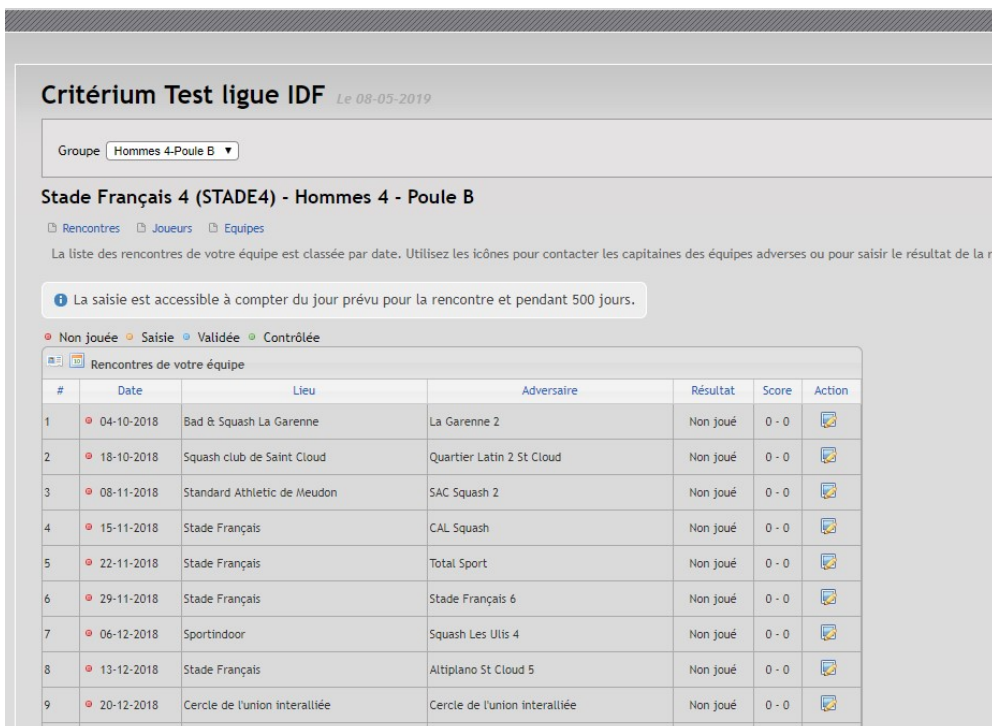 Critérium Test ligue IDF Le 08-05-2019
Groupe Hommes 4-Poule B
Stade Français 4 (STADE4) - Hommes 4 - Poule B
Rencontres Joueurs Equipes
La liste des rencontres de votre équipe est classée par date. Utilisez les icônes pour contacter les capitaines des équipes adverses ou pour saisir le résultat de la
La saisie est accessible à compter du jour prévu pour la rencontre et pendant 500 jours.
Non jouée Saisie Validée Contrôlée
Rencontres de votre équipe
# Date Lieu Adversaire Résultat Score Action
1 04-10-2018 Bad & Squash La Garenne La Garenne 2 Non joué 0 - 0
2 18-10-2018 Squash club de Saint Cloud Quartier Latin 2 St Cloud Non joué 0 - 0
3 08-11-2018 Standard Athletic de Meudon SAC Squash 2 Non joué 0 - 0
4 15-11-2018 Stade Français CAL Squash Non joué 0 - 0
5 22-11-2018 Stade Français Total Sport Non joué 0 - 0
6 29-11-2018 Stade Français Stade Français 6 Non joué 0 - 0
7 06-12-2018 Sportindoor Squash Les Ulis 4 Non joué 0 - 0
8 13-12-2018 Stade Français Altiplano St Cloud 5 Non joué 0 - 0
9 20-12-2018 Cercle de l'union interalliée Cercle de l'union interalliée Non joué 0 - 0